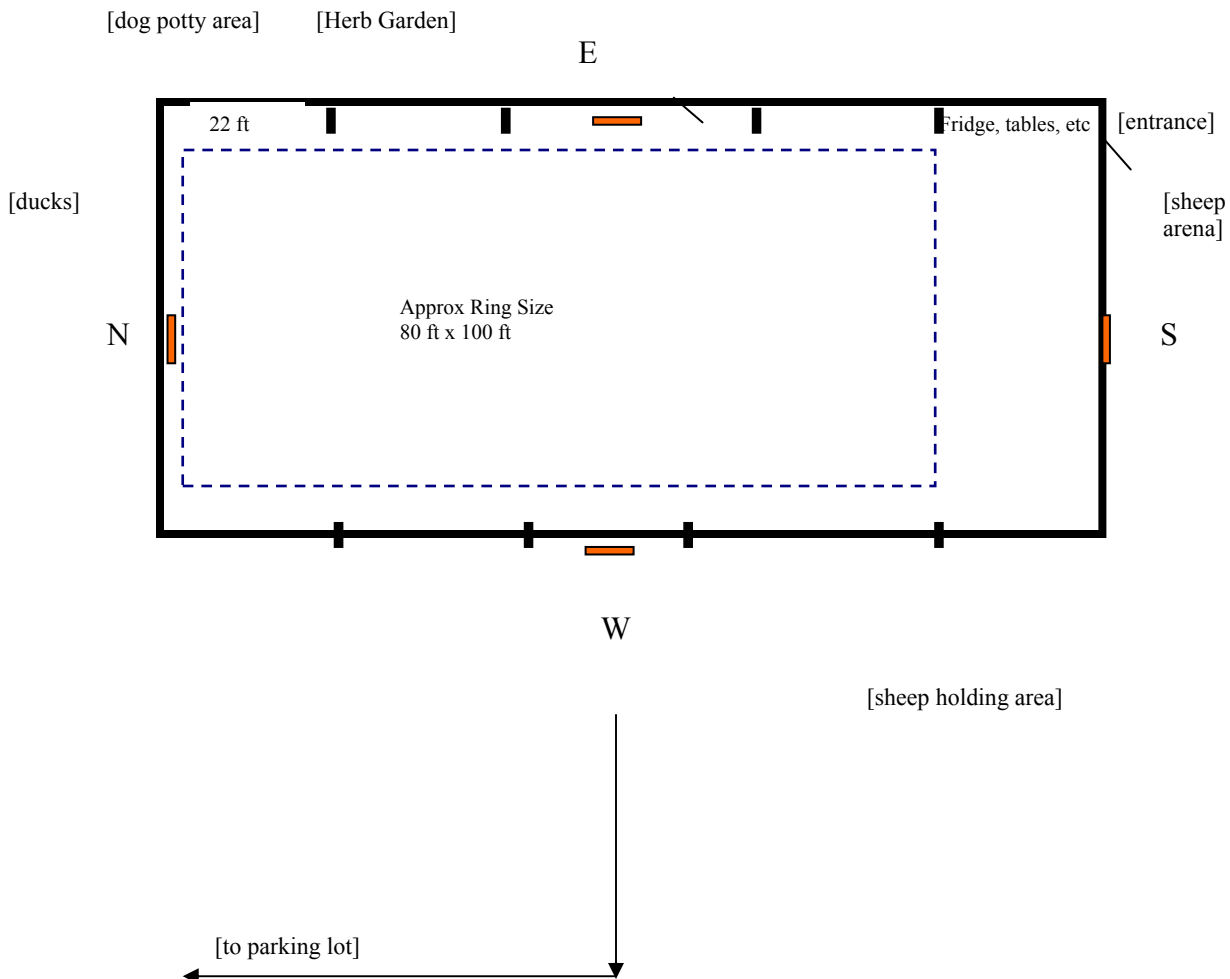 [dog potty area] [Herb Garden]
E
22 ft
Fridge, tables, etc
[entrance]
[ducks]
[sheep
arena]
Approx Ring Size
80 ft x 100 ft
N
S
W
[sheep holding area]
[to parking lot]